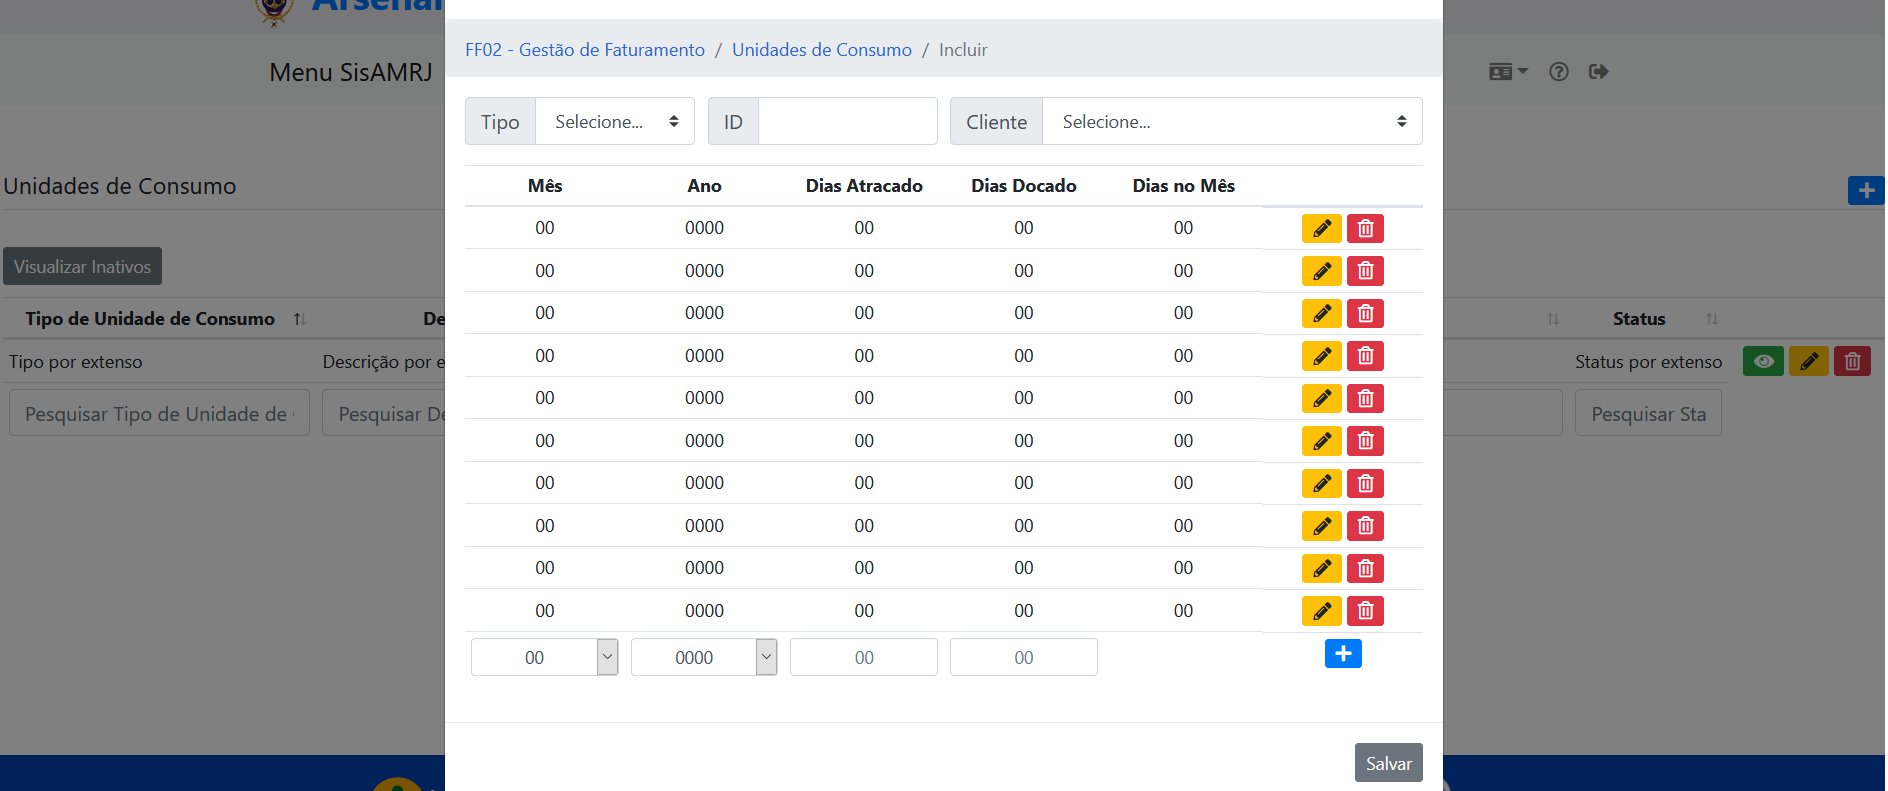 Arsenal
FF02 - Gestão de Faturamento / Unidades de Consumo / Incluir
Menu SisAMRJ
Tipo Selecione... ID Cliente Selecione...
Unidades de Consumo
Mês Ano Dias Atracado Dias Docado Dias no Mês
00 0000 00 00 00
00 0000 00 00 00
00 0000 00 00 00
00 0000 00 00 00
00 0000 00 00 00
00 0000 00 00 00
00 0000 00 00 00
00 0000 00 00 00
00 0000 00 00 00
00 0000 00 00 00
00 0000 00 00
Visualizar Inativos
Tipo de Unidade de Consumo De Status
Tipo por extenso Descrição por e Status por extenso
Pesquisar Tipo de Unidade de Pesquisar De Pesquisar Sta
Salvar